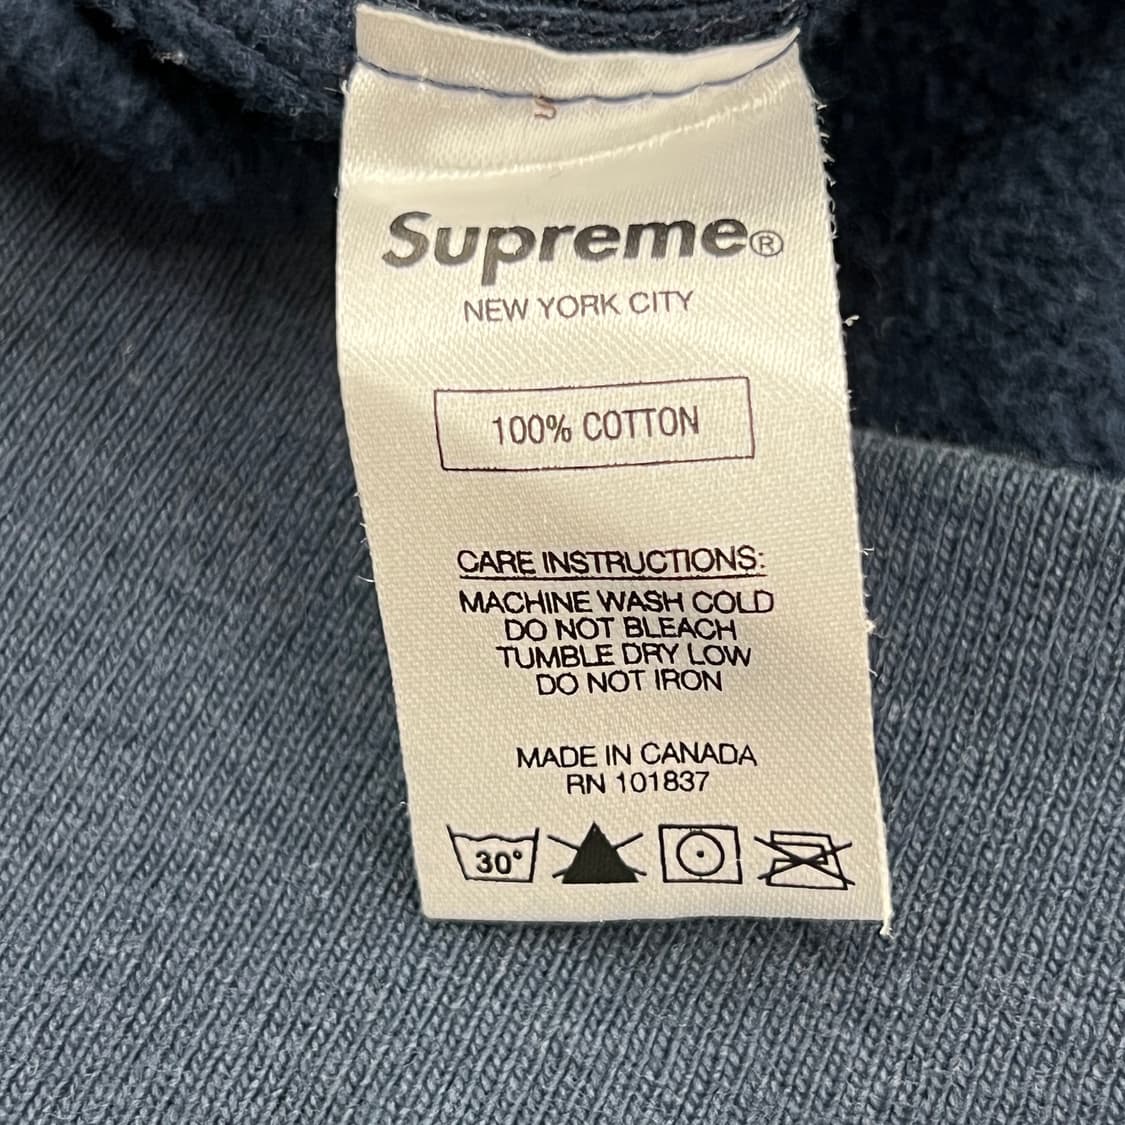 Supreme®
NEW YORK CITY
100% COTTON
CARE INSTRUCTIONS:
MACHINE WASH COLD
DO NOT BLEACH
TUMBLE DRY LOW
DO NOT IRON
MADE IN CANADA
RN 101837
30°